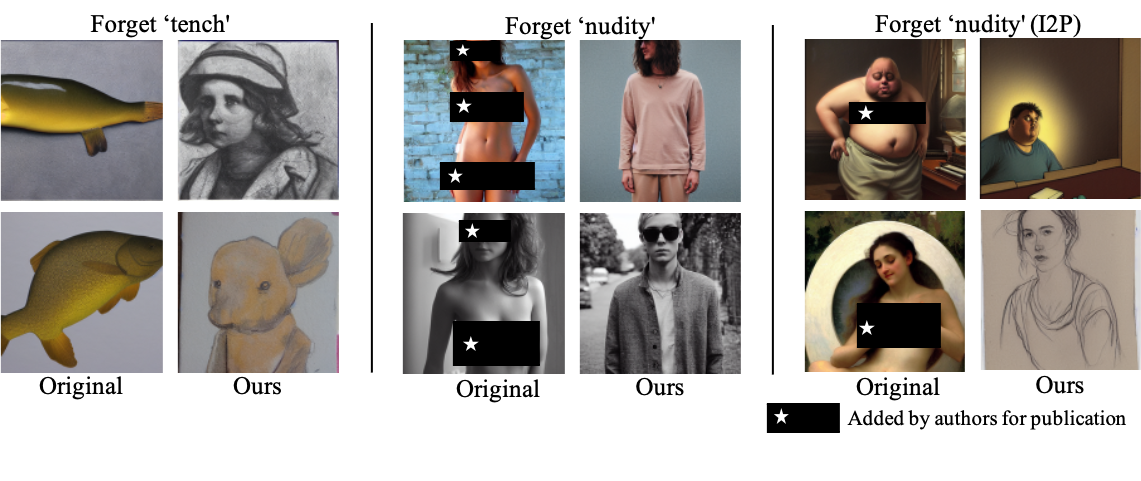 Forget ‘tench'
Forget ‘nudity'
Forget ‘nudity' (I2P)
Original
Ours
Original
Ours
Original
Ours
Added by authors for publication